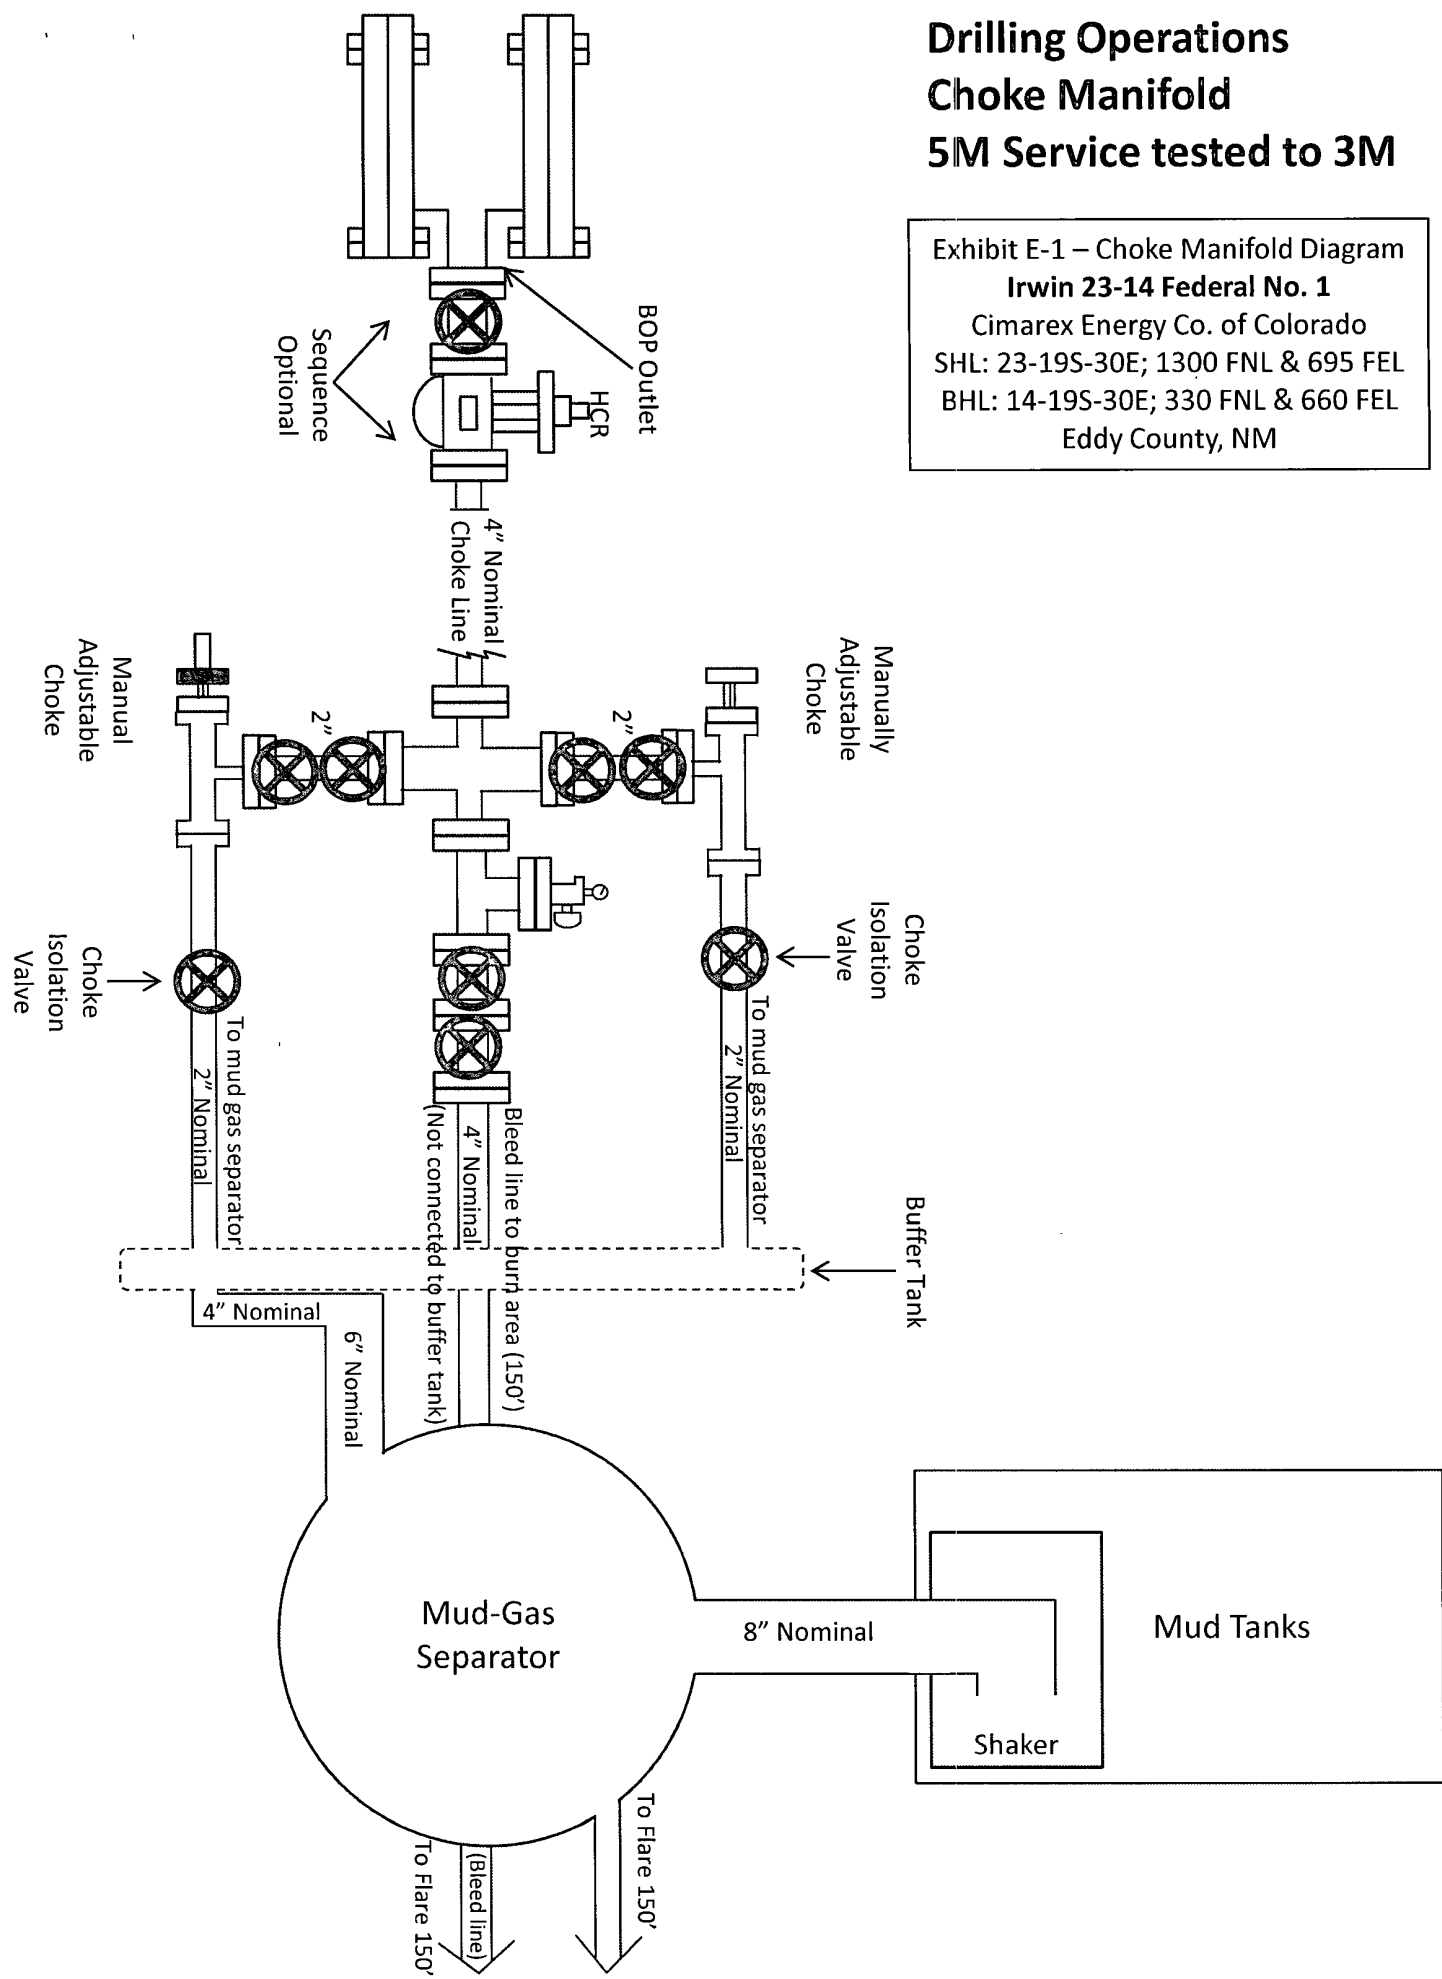 Drilling Operations
Choke Manifold
5M Service tested to 3M
Exhibit E-1 – Choke Manifold Diagram
Irwin 23-14 Federal No. 1
Cimarex Energy Co. of Colorado
SHL: 23-19S-30E; 1300 FNL & 695 FEL
BHL: 14-19S-30E; 330 FNL & 660 FEL
Eddy County, NM
BOP Outlet
HCR
Sequence
Optional
4” Nominal
Choke Line
Manually
Adjustable
Choke
Manual
Adjustable
Choke
2”
2”
Choke
Isolation
Valve
Choke
Isolation
Valve
To mud gas separator
2” Nominal
To mud gas separator
2” Nominal
Bleed line to burn area (150’)
4” Nominal
(Not connected to buffer tank)
Buffer Tank
4” Nominal
6” Nominal
Mud-Gas
Separator
8” Nominal
Mud Tanks
Shaker
To Flare 150’
(Bleed line)
To Flare 150’